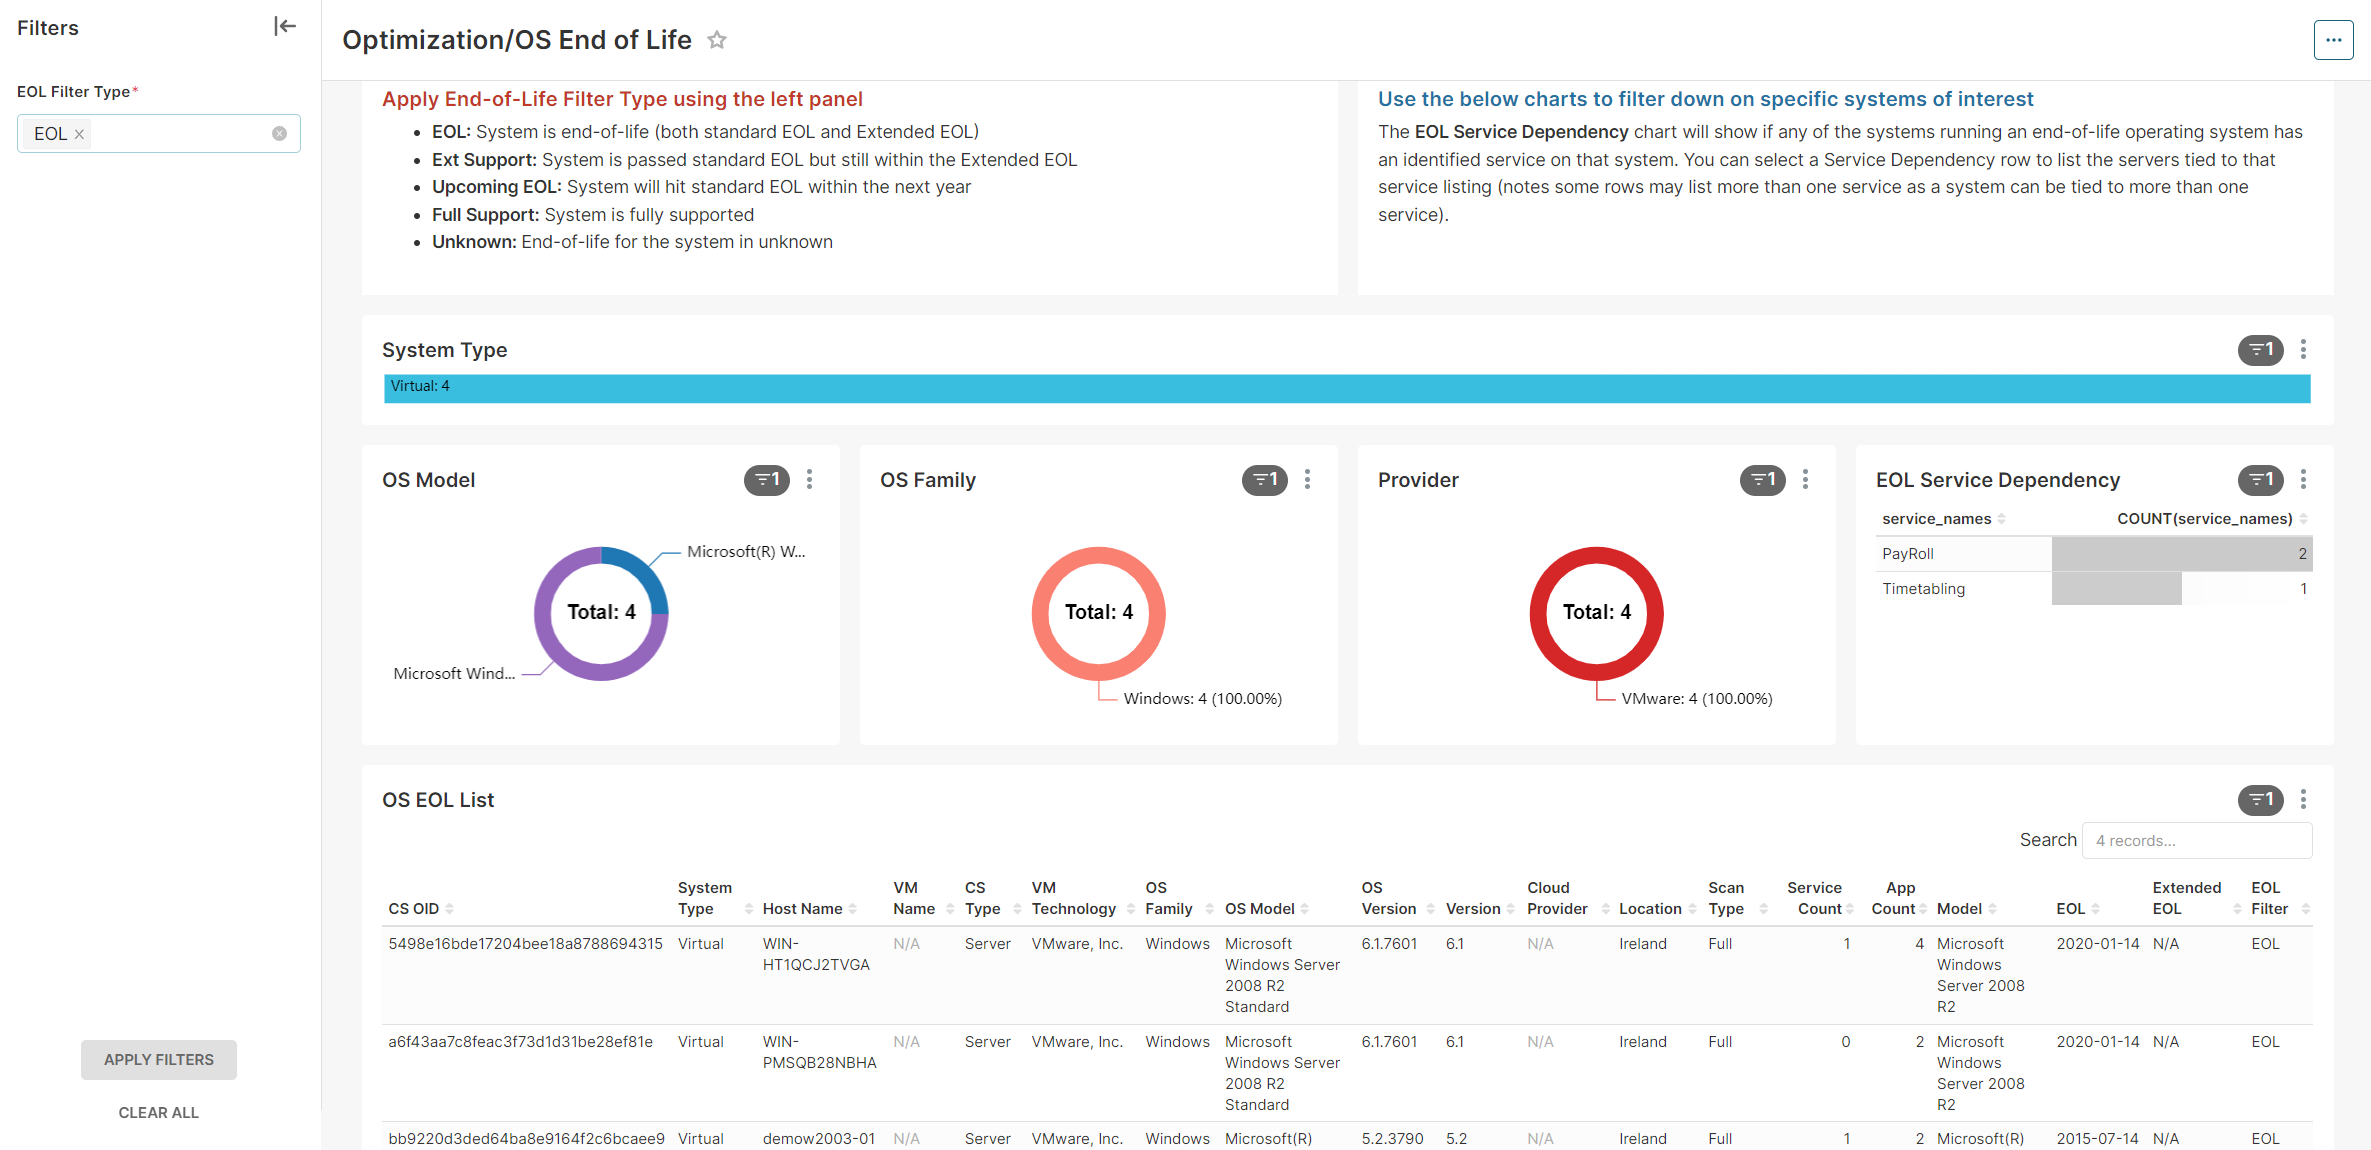 Filters
EOL Filter Type*
EOL ×
APPLY FILTERS
CLEAR ALL
Optimization/OS End of Life
Apply End-of-Life Filter Type using the left panel
EOL: System is end-of-life (both standard EOL and Extended EOL)
Ext Support: System is passed standard EOL but still within the Extended EOL
Upcoming EOL: System will hit standard EOL within the next year
Full Support: System is fully supported
Unknown: End-of-life for the system in unknown
Use the below charts to filter down on specific systems of interest
The EOL Service Dependency chart will show if any of the systems running an end-of-life operating system has
an identified service on that system. You can select a Service Dependency row to list the servers tied to that
service listing (notes some rows may list more than one service as a system can be tied to more than one
service).
System Type 1
Virtual: 4
OS Model 1
Microsoft(R) W...
Total: 4
Microsoft Wind...
OS Family 1
Total: 4
Windows: 4 (100.00%)
Provider 1
Total: 4
VMware: 4 (100.00%)
EOL Service Dependency 1
service_names COUNT(service_names)
PayRoll 2
Timetabling 1
OS EOL List 1
Search 4 records...
System VM CS VM OS OS Cloud Scan Service App Extended EOL
CS OID Type Host Name Name Type Technology Family OS Model Version Version Provider Location Type Count Count Model EOL EOL Filter
5498e16bde17204bee18a8788694315 Virtual WIN- N/A Server VMware, Inc. Windows Microsoft 6.1.7601 6.1 N/A Ireland Full 1 4 Microsoft 2020-01-14 N/A EOL
HT1QCJ2TVGA Windows Server Windows
2008 R2 Server 2008
Standard R2
a6f43aa7c8feac3f73d1d31be28ef81e Virtual WIN- N/A Server VMware, Inc. Windows Microsoft 6.1.7601 6.1 N/A Ireland Full 0 2 Microsoft 2020-01-14 N/A EOL
PMSQB28NBHA Windows Server Windows
2008 R2 Server 2008
Standard R2
bb9220d3ded64ba8e9164f2c6bcaee9 Virtual demow2003-01 N/A Server VMware, Inc. Windows Microsoft(R) 5.2.3790 5.2 N/A Ireland Full 1 2 Microsoft(R) 2015-07-14 N/A EOL